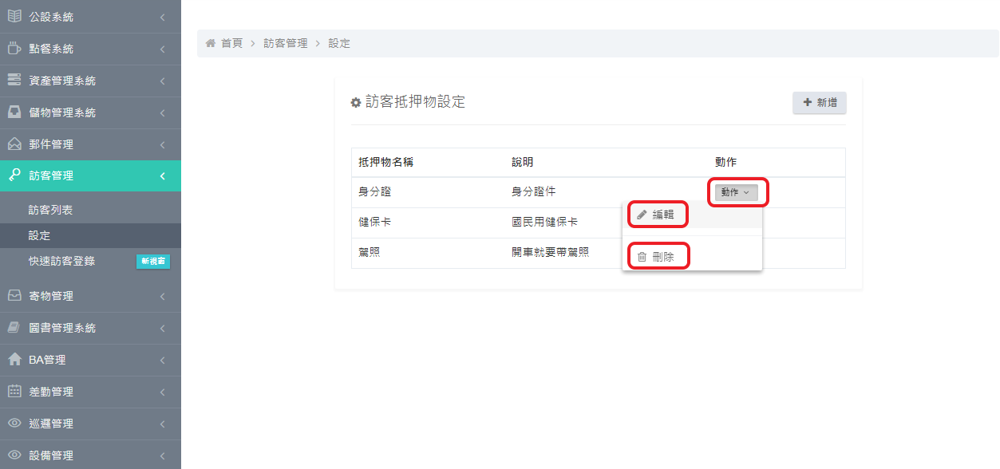 公設系統
點餐系統
資產管理系統
儲物管理系統
郵件管理
訪客管理
訪客列表
設定
快速訪客登錄 新視窗
寄物管理
圖書管理系統
BA管理
差勤管理
巡邏管理
設備管理
首頁 > 訪客管理 > 設定
訪客抵押物設定
新增
抵押物名稱 說明 動作
身分證 身分證件 動作
健保卡 國民用健保卡
駕照 開車就要帶駕照
編輯
刪除